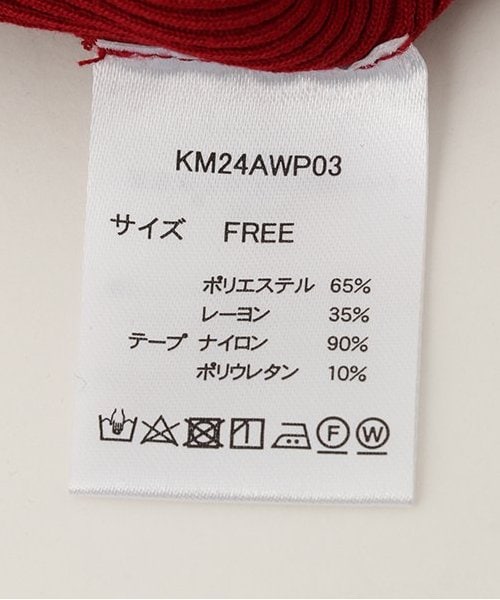 KM24AWP03
サイズ FREE
ポリエステル 65%
レーヨン 35%
テープ ナイロン 90%
ポリウレタン 10%
F W